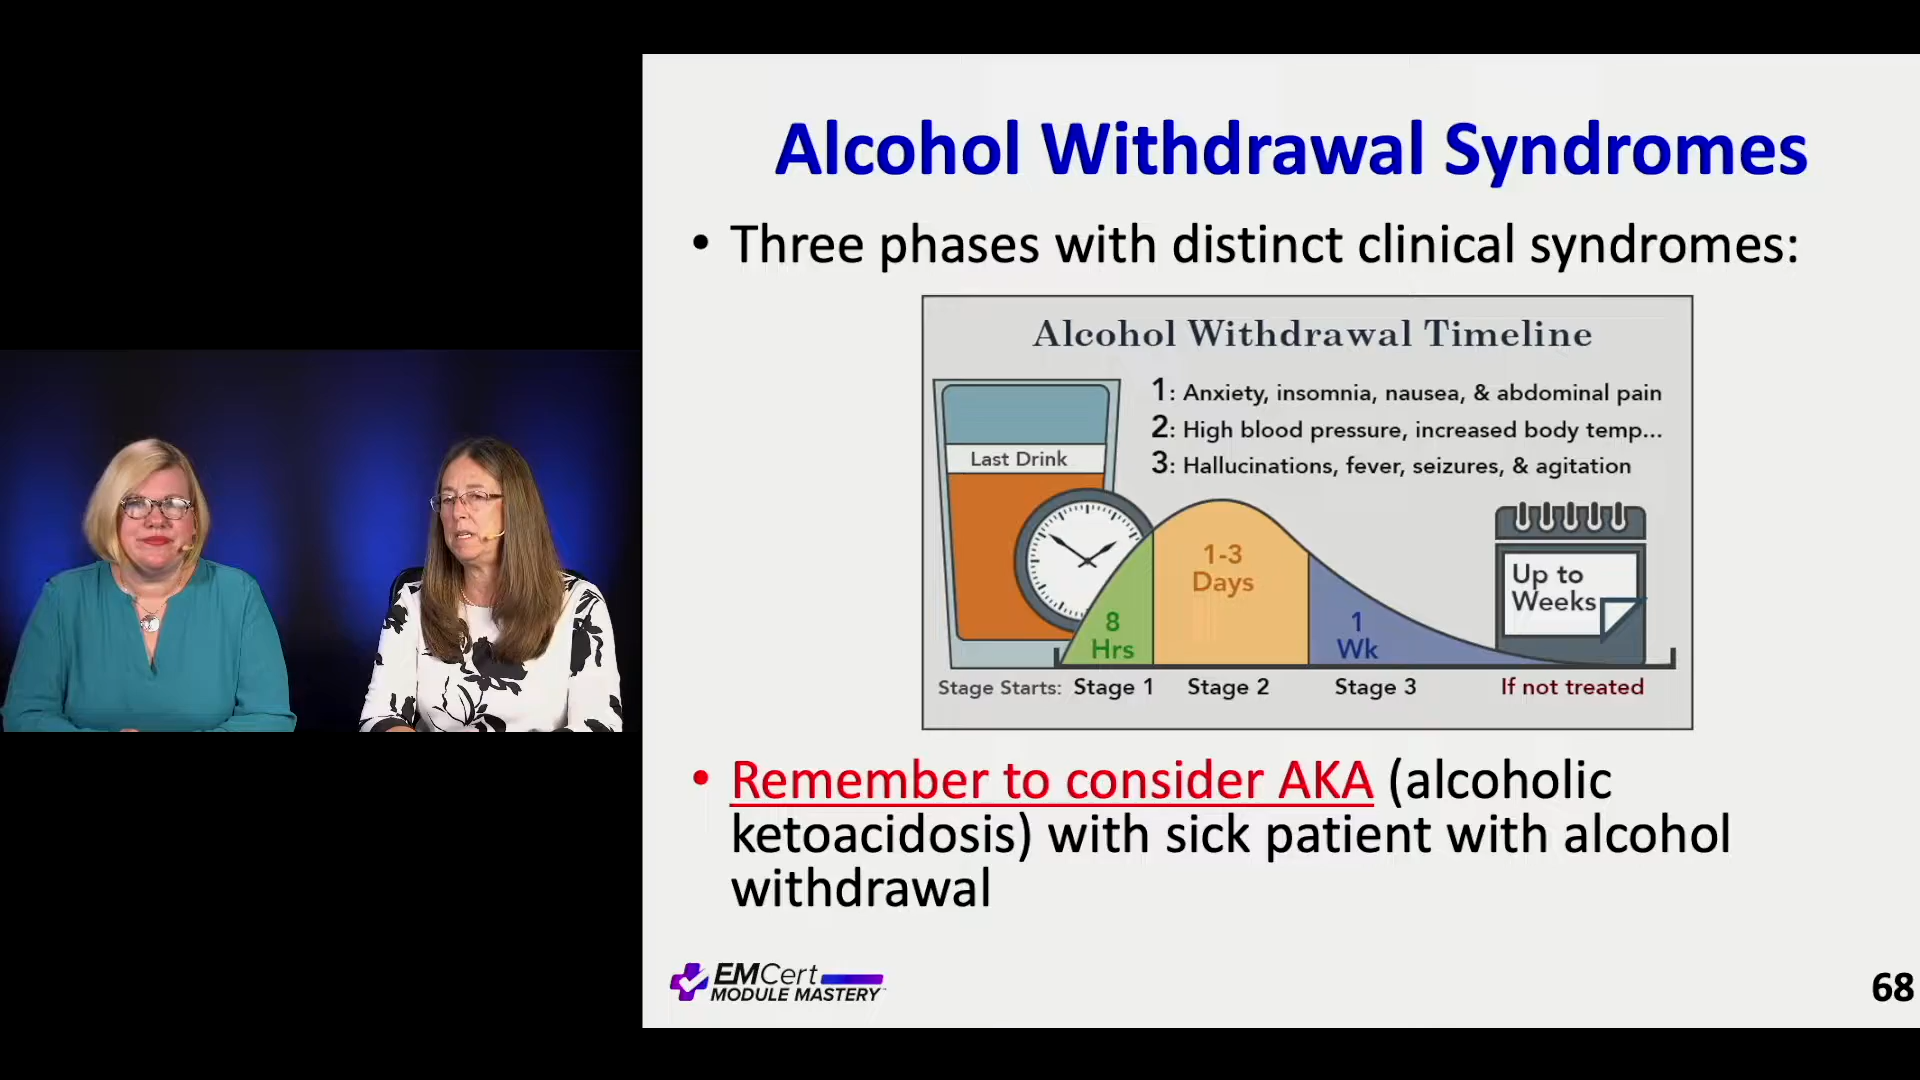 Alcohol Withdrawal Syndromes
• Three phases with distinct clinical syndromes:
Alcohol Withdrawal Timeline
1: Anxiety, insomnia, nausea, & abdominal pain
2: High blood pressure, increased body temp...
3: Hallucinations, fever, seizures, & agitation
Last Drink
8
Hrs
1-3
Days
1
Wk
Up to
Weeks
Stage Starts: Stage 1 Stage 2 Stage 3 If not treated
• Remember to consider AKA (alcoholic
ketoacidosis) with sick patient with alcohol
withdrawal
EMCert
MODULE MASTERY
68